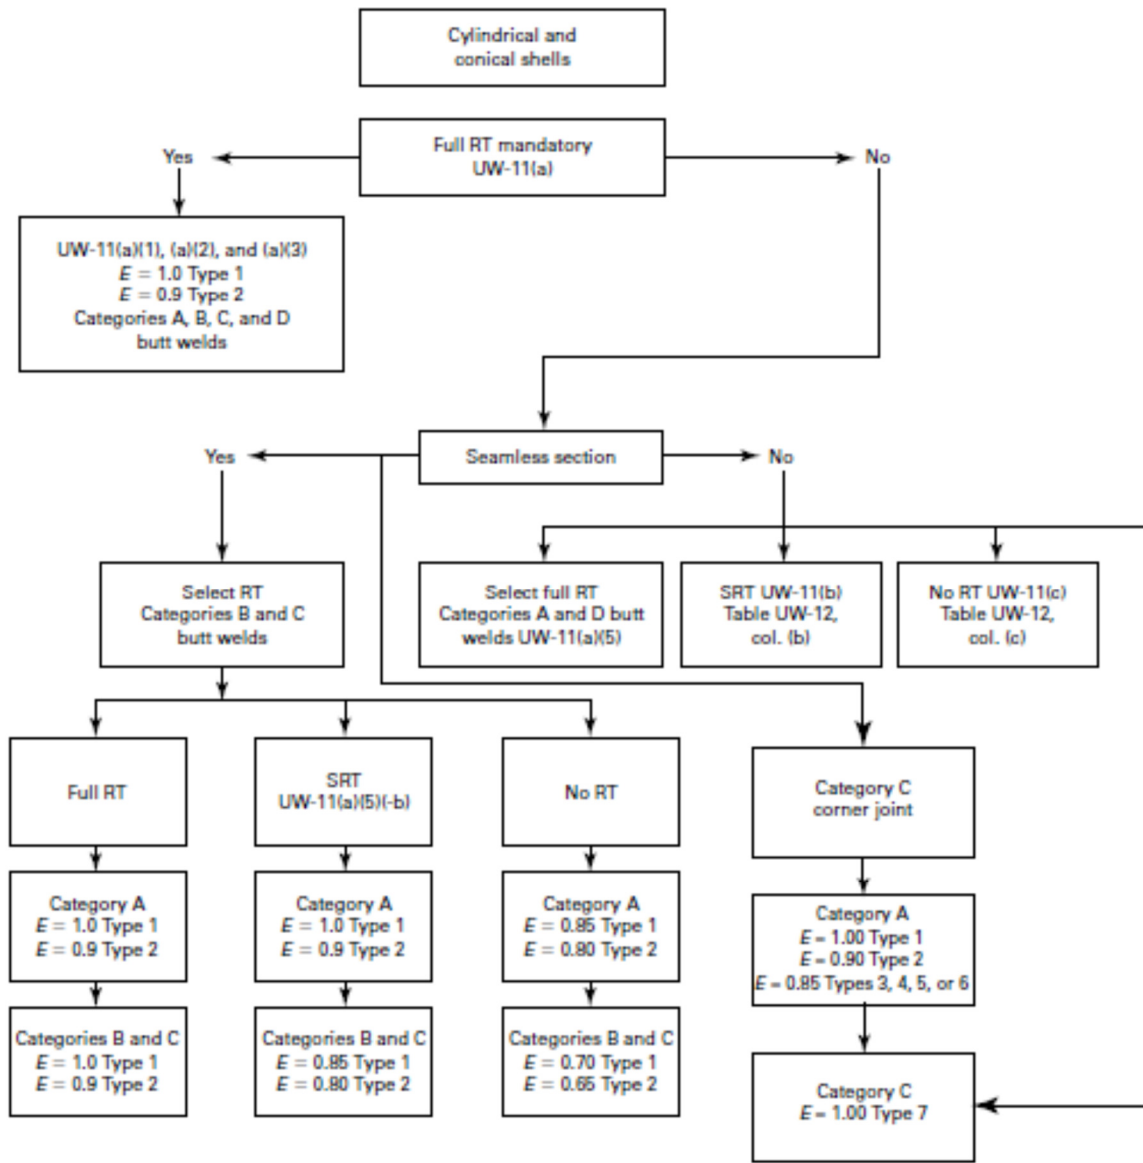 Cylindrical and
conical shells
Full RT mandatory
UW-11(a)
Yes
No
UW-11(a)(1), (a)(2), and (a)(3)
E = 1.0 Type 1
E = 0.9 Type 2
Categories A, B, C, and D
butt welds
Yes
Seamless section
No
Select RT
Categories B and C
butt welds
Select full RT
Categories A and D butt
welds UW-11(a)(5)
SRT UW-11(b)
Table UW-12,
col. (b)
No RT UW-11(c)
Table UW-12,
col. (c)
Full RT
SRT
UW-11(a)(5)(-b)
No RT
Category C
corner joint
Category A
E = 1.0 Type 1
E = 0.9 Type 2
Category A
E = 1.0 Type 1
E = 0.9 Type 2
Category A
E = 0.85 Type 1
E = 0.80 Type 2
Category A
E – 1.00 Type 1
E – 0.90 Type 2
E – 0.85 Types 3, 4, 5, or 6
Categories B and C
E = 1.0 Type 1
E = 0.9 Type 2
Categories B and C
E = 0.85 Type 1
E = 0.80 Type 2
Categories B and C
E = 0.70 Type 1
E = 0.65 Type 2
Category C
E – 1.00 Type 7